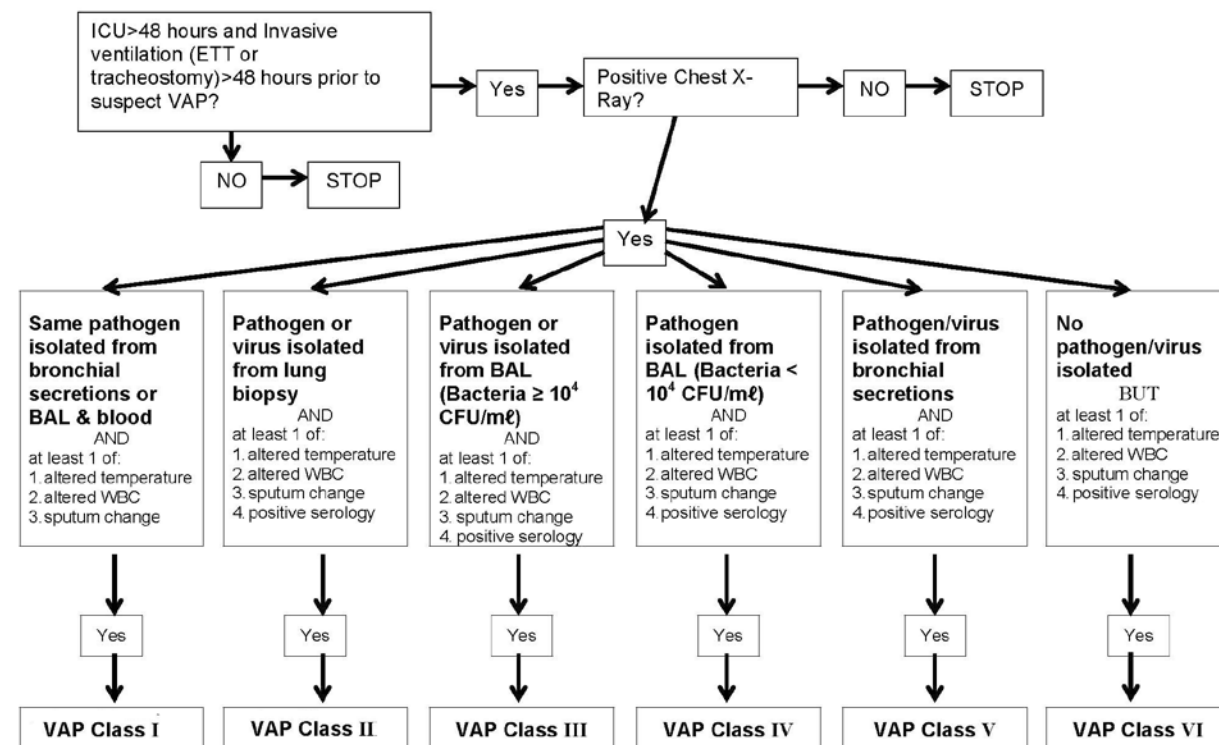 ICU>48 hours and Invasive
ventilation (ETT or
tracheostomy)>48 hours prior to
suspect VAP?
Yes
Positive Chest X-
Ray?
NO
STOP
NO
STOP
Yes
Same pathogen
isolated from
bronchial
secretions or
BAL & blood
AND
at least 1 of:
1. altered temperature
2. altered WBC
3. sputum change
Pathogen or
virus isolated
from lung
biopsy
AND
at least 1 of:
1. altered temperature
2. altered WBC
3. sputum change
4. positive serology
Pathogen or
virus isolated
from BAL
(Bacteria ≥ 10⁴
CFU/mℓ)
AND
at least 1 of:
1. altered temperature
2. altered WBC
3. sputum change
4. positive serology
Pathogen
isolated from
BAL (Bacteria <
10⁴ CFU/mℓ)
AND
at least 1 of:
1. altered temperature
2. altered WBC
3. sputum change
4. positive serology
Pathogen/virus
isolated from
bronchial
secretions
AND
at least 1 of:
1. altered temperature
2. altered WBC
3. sputum change
4. positive serology
No
pathogen/virus
isolated
BUT
at least 1 of:
1. altered temperature
2. altered WBC
3. sputum change
4. positive serology
Yes
Yes
Yes
Yes
Yes
Yes
VAP Class I
VAP Class II
VAP Class III
VAP Class IV
VAP Class V
VAP Class VI